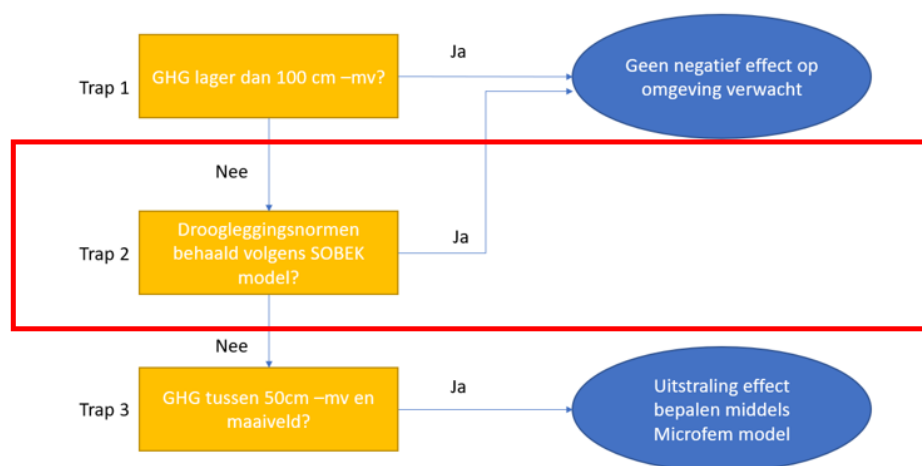 Trap 1
GHG lager dan 100 cm –mv?
Ja
Geen negatief effect op
omgeving verwacht
Nee
Trap 2
Droogleggingsnormen
behaald volgens SOBEK
model?
Ja
Nee
Trap 3
GHG tussen 50cm –mv en
maaiveld?
Ja
Uitstraling effect
bepalen middels
Microfem model